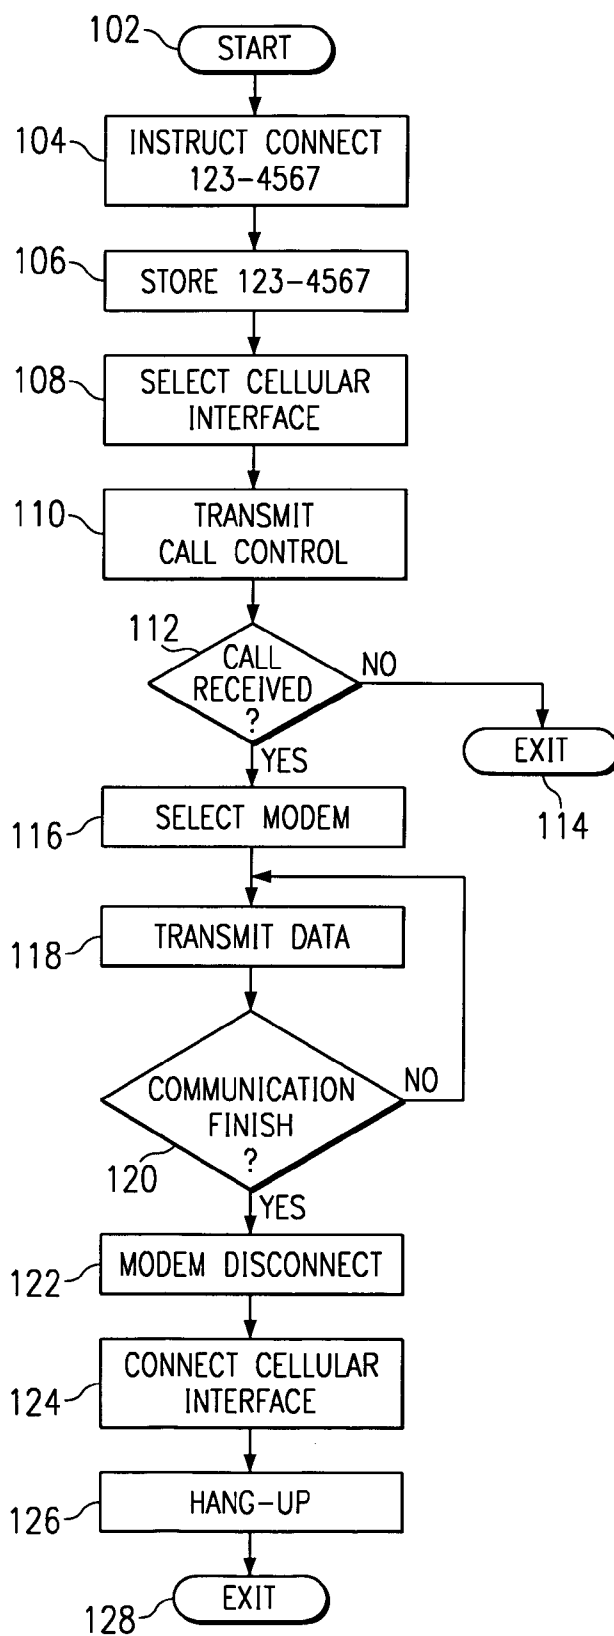 102
START
104
INSTRUCT CONNECT
123-4567
106
STORE 123-4567
108
SELECT CELLULAR
INTERFACE
110
TRANSMIT
CALL CONTROL
112
CALL
RECEIVED
?
NO
EXIT
114
YES
116
SELECT MODEM
118
TRANSMIT DATA
COMMUNICATION
FINISH
?
NO
120
YES
122
MODEM DISCONNECT
124
CONNECT CELLULAR
INTERFACE
126
HANG-UP
128
EXIT